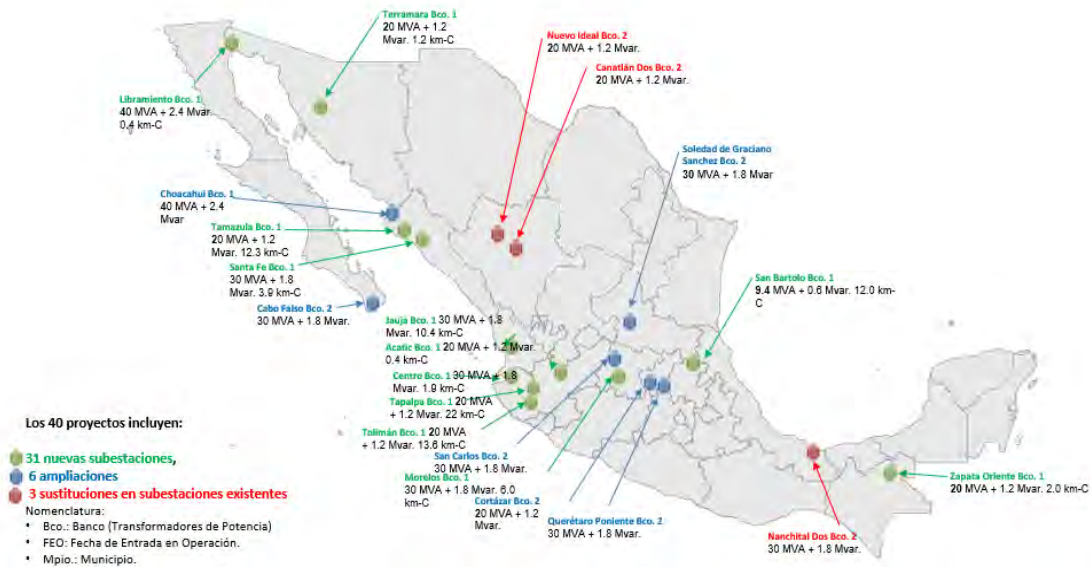 Terramara Bco. 1
20 MVA + 1.2
Mvar. 1.2 km-C
Nuevo Ideal Bco. 2
20 MVA + 1.2 Mvar.
Canatlán Dos Bco. 2
20 MVA + 1.2 Mvar.
Libramiento Bco. 1
40 MVA + 2.4 Mvar.
0.4 km-C
Soledad de Graciano
Sanchez Bco. 2
30 MVA + 1.8 Mvar
Choacahui Bco. 1
40 MVA + 2.4
Mvar
Tamazula Bco. 1
20 MVA + 1.2
Mvar. 12.3 km-C
Santa Fe Bco. 1
30 MVA + 1.8
Mvar. 3.9 km-C
San Bartolo Bco. 1
9.4 MVA + 0.6 Mvar. 12.0 km-
C
Cabo Falso Bco. 2
30 MVA + 1.8 Mvar.
Jauja Bco. 1 30 MVA + 1.8
Mvar. 10.4 km-C
Acatic Bco. 1 20 MVA + 1.2 Mvar.
0.4 km-C
Centro Bco. 1 30 MVA + 1.8
Mvar. 1.9 km-C
Tapalpa Bco. 1 20 MVA
+ 1.2 Mvar. 22 km-C
Tolimán Bco. 1 20 MVA
+ 1.2 Mvar. 13.6 km-C
San Carlos Bco. 2
30 MVA + 1.8 Mvar.
Morelos Bco. 1
30 MVA + 1.8 Mvar. 6.0
km-C
Cortázar Bco. 2
20 MVA + 1.2
Mvar.
Querétaro Poniente Bco. 2
30 MVA + 1.8 Mvar.
Zapata Oriente Bco. 1
20 MVA + 1.2 Mvar. 2.0 km-C
Nanchital Dos Bco. 2
30 MVA + 1.8 Mvar.
Los 40 proyectos incluyen:
31 nuevas subestaciones,
6 ampliaciones
3 sustituciones en subestaciones existentes
Nomenclatura:
• Bco.: Banco (Transformadores de Potencia)
• FEO: Fecha de Entrada en Operación.
• Mpio.: Municipio.